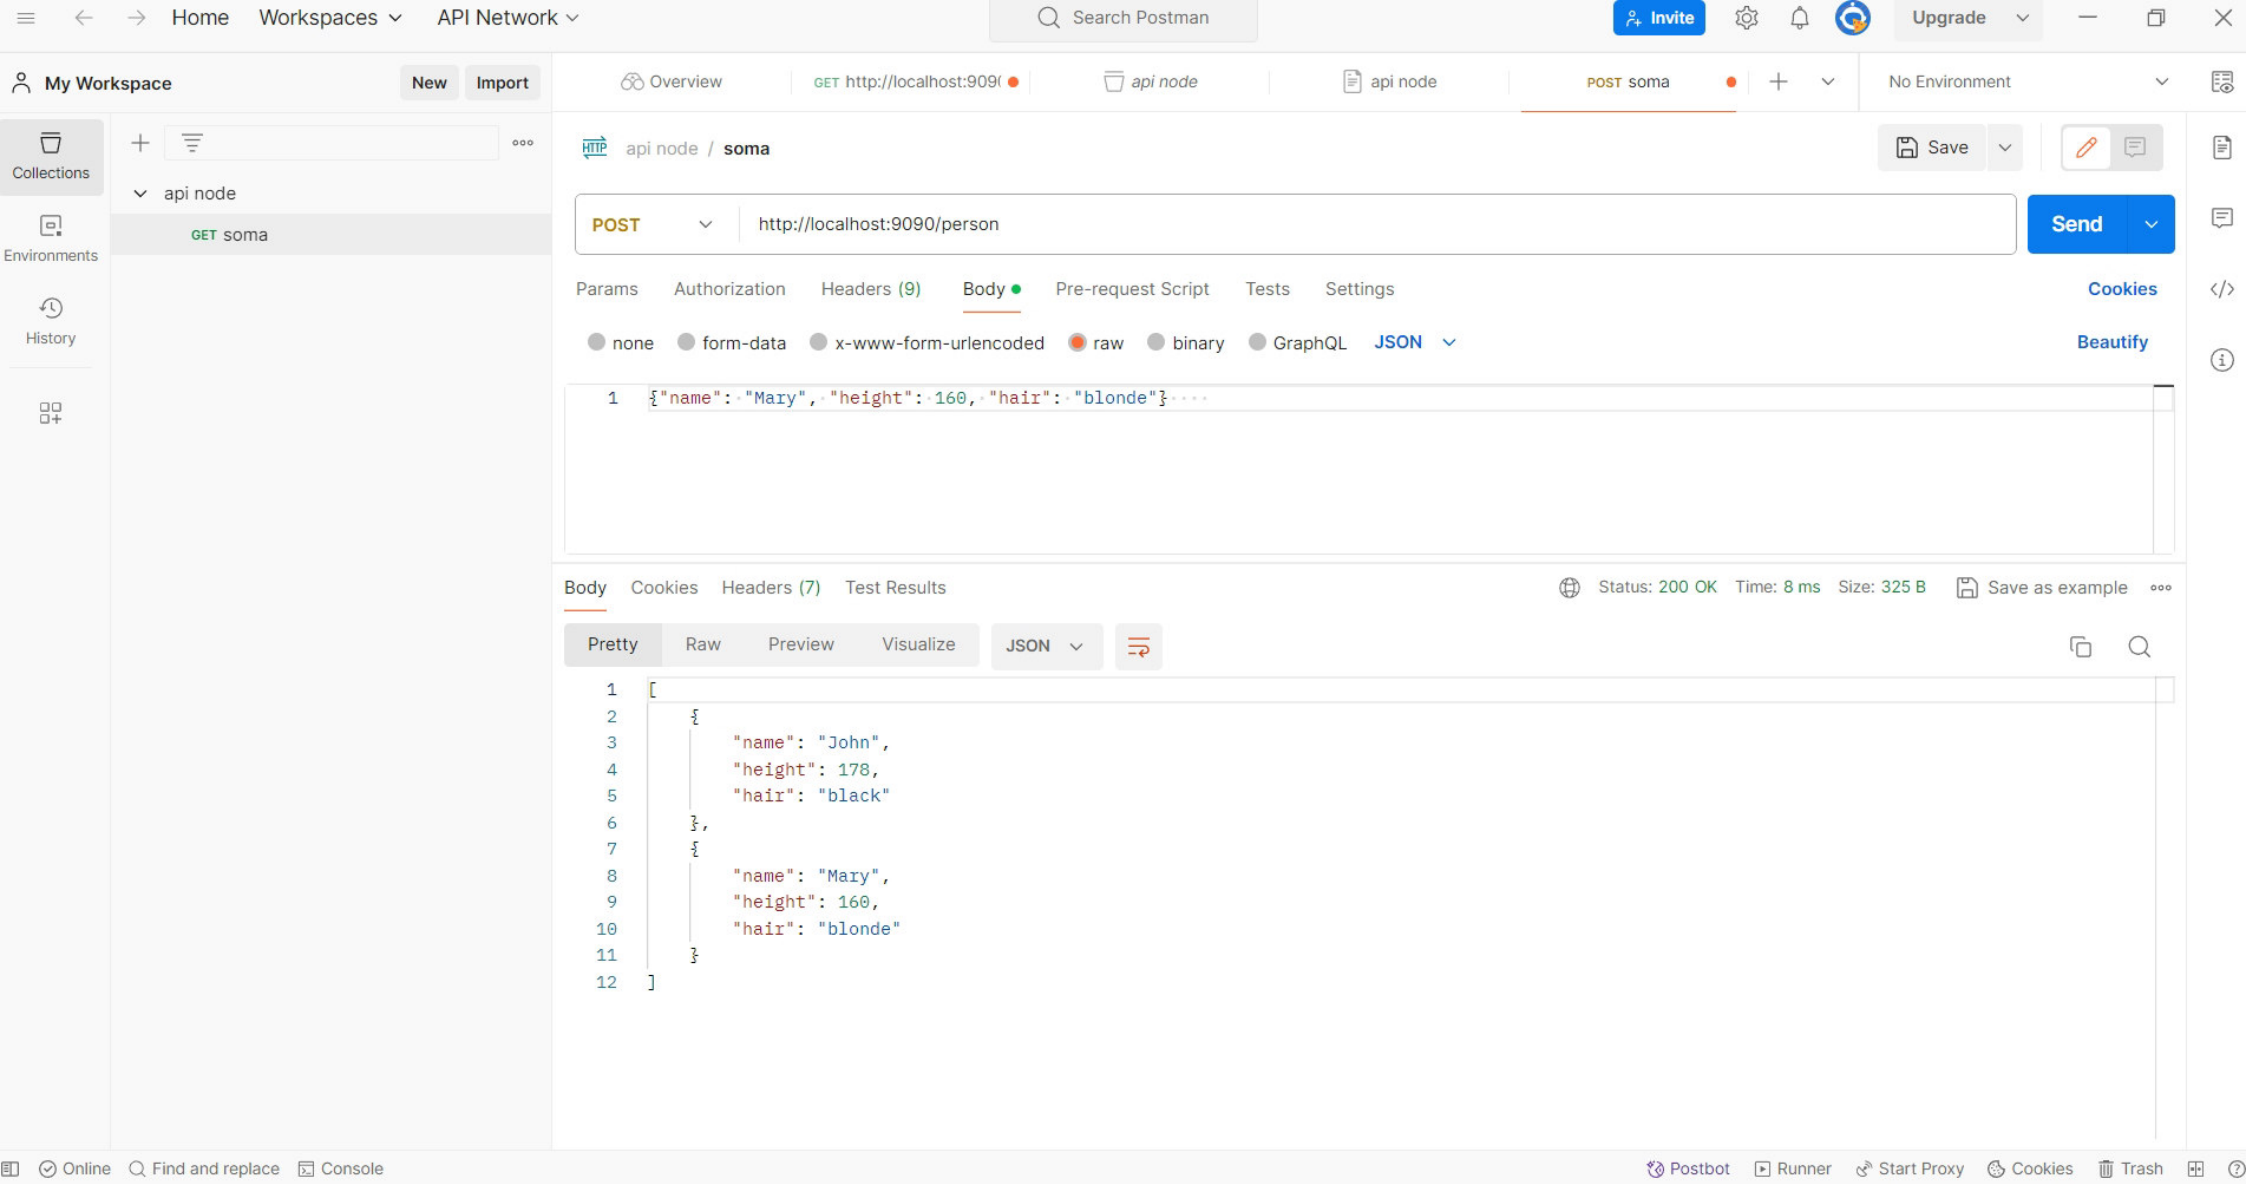 Home Workspaces API Network Search Postman Invite Upgrade
My Workspace New Import Overview GET http://localhost:909( api node api node POST soma No Environment
Collections
Environments
History
api node
GET soma
HTTP api node / soma Save
POST http://localhost:9090/person Send
Params Authorization Headers (9) Body Pre-request Script Tests Settings Cookies
none form-data x-www-form-urlencoded raw binary GraphQL JSON Beautify
1 {"name": "Mary", "height": 160, "hair": "blonde"}
Body Cookies Headers (7) Test Results Status: 200 OK Time: 8 ms Size: 325 B Save as example
Pretty Raw Preview Visualize JSON
1 [
2 {
3 "name": "John",
4 "height": 178,
5 "hair": "black"
6 },
7 {
8 "name": "Mary",
9 "height": 160,
10 "hair": "blonde"
11 }
12 ]
Online Find and replace Console Postbot Runner Start Proxy Cookies Trash